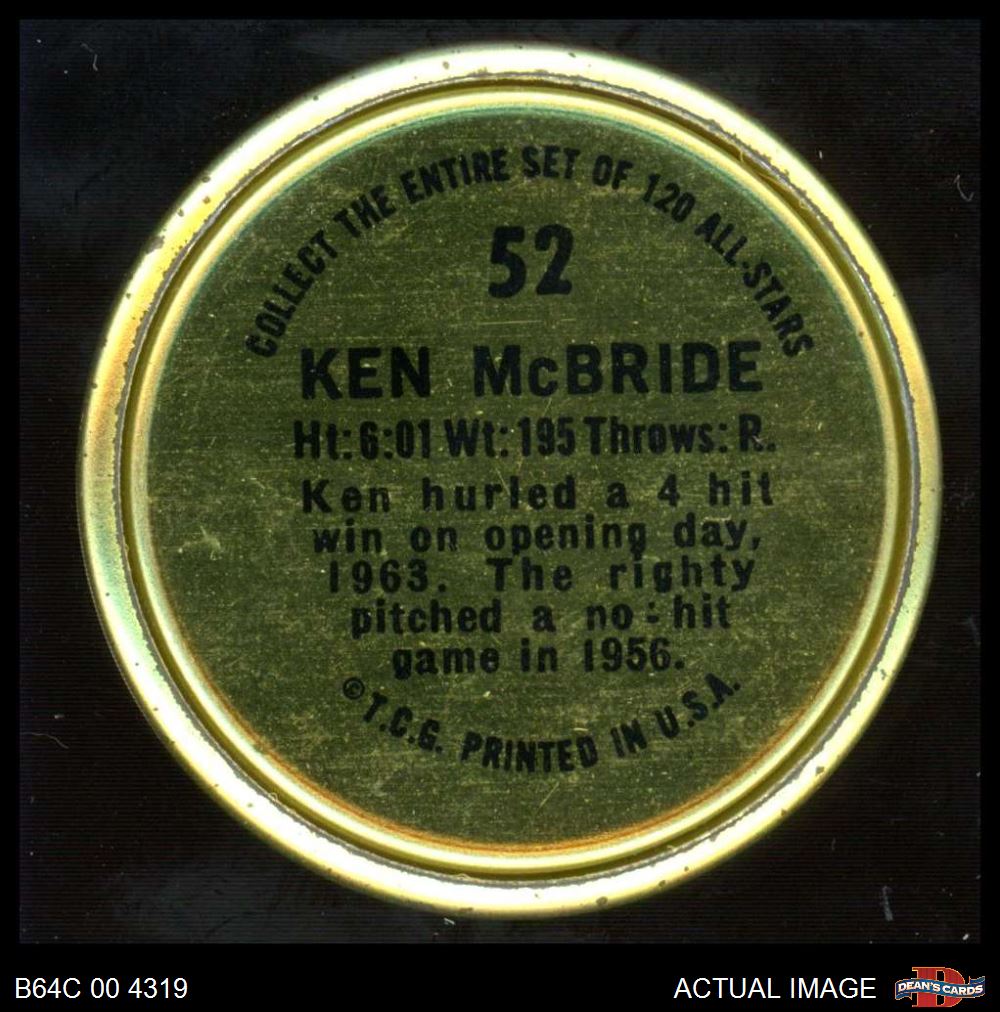 COLLECT THE ENTIRE SET OF 120 ALL-STARS
52
KEN McBRIDE
Ht:6:01 Wt:195 Throws: R.
Ken hurled a 4 hit
win on opening day,
1963. The righty
pitched a no-hit
game in 1956.
© T.C.G. PRINTED IN U.S.A.
B64C 00 4319
ACTUAL IMAGE
D
DEAN'S CARDS